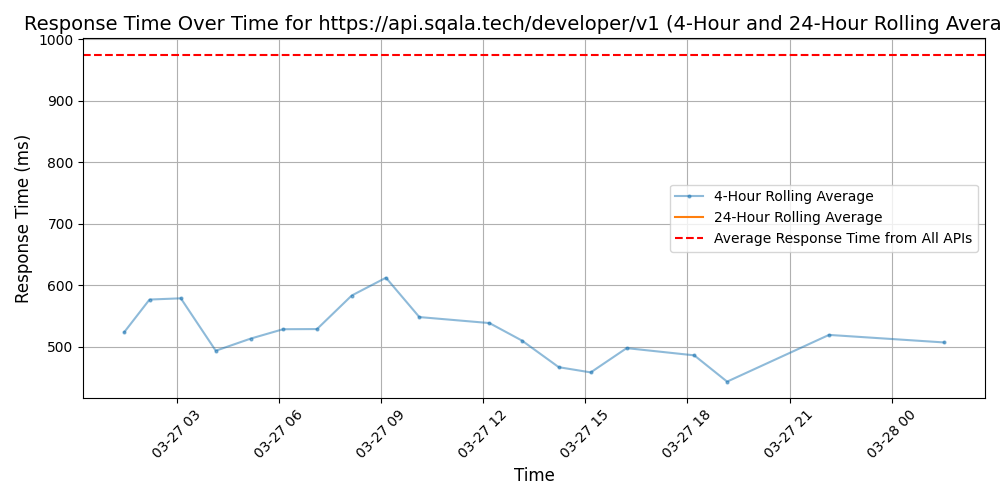 Response Time Over Time for https://api.sqala.tech/developer/v1 (4-Hour and 24-Hour Rolling Avera
Response Time (ms)
1000
900
800
700
600
500
4-Hour Rolling Average
24-Hour Rolling Average
Average Response Time from All APIs
03-27 03
03-27 06
03-27 09
03-27 12
03-27 15
03-27 18
03-27 21
03-28 00
Time